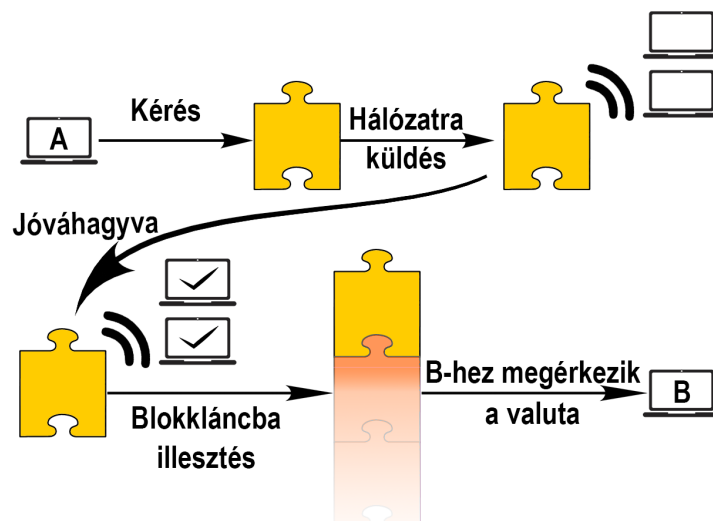 A
Kérés
Hálózatra
küldés
Jóváhagyva
Blokkláncba
illesztés
B-hez megérkezik
a valuta
B